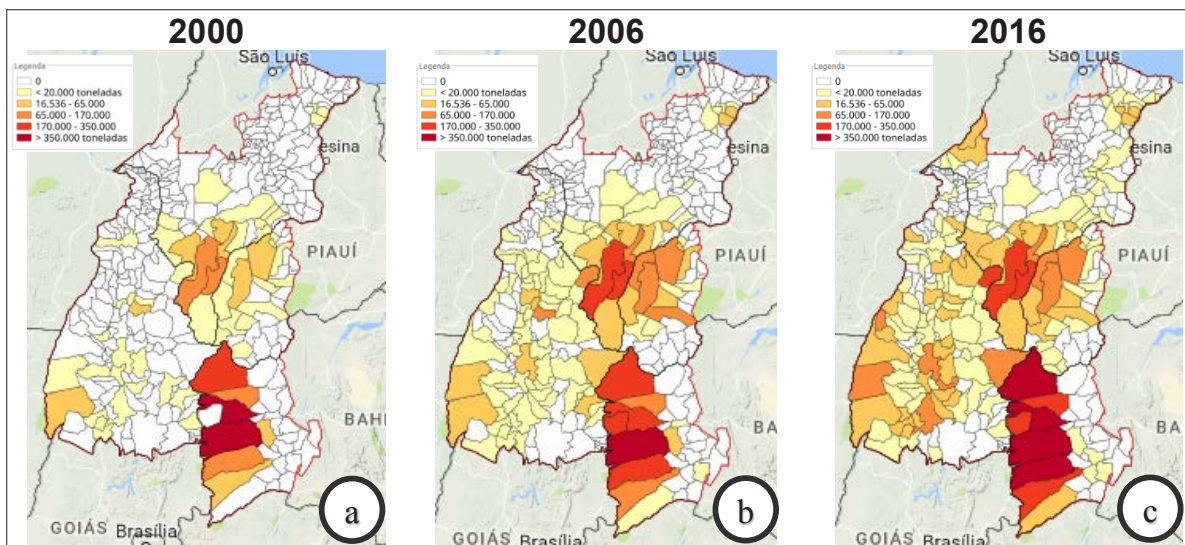 2000
2006
2016
São Luís
Legenda
0
< 20.000 toneladas
16.536 - 65.000
65.000 - 170.000
170.000 - 350.000
> 350.000 toneladas
esina
PIAUÍ
BAHI
GOIÁS
Brasília
a
São Luís
Legenda
0
< 20.000 toneladas
16.536 - 65.000
65.000 - 170.000
170.000 - 350.000
> 350.000 toneladas
esina
PIAUÍ
BA
GOIÁS
Brasília
b
São Luís
Legenda
0
< 20.000 toneladas
16.536 - 65.000
65.000 - 170.000
170.000 - 350.000
> 350.000 toneladas
esina
PIAUÍ
BA
GOIÁS
Brasília
c